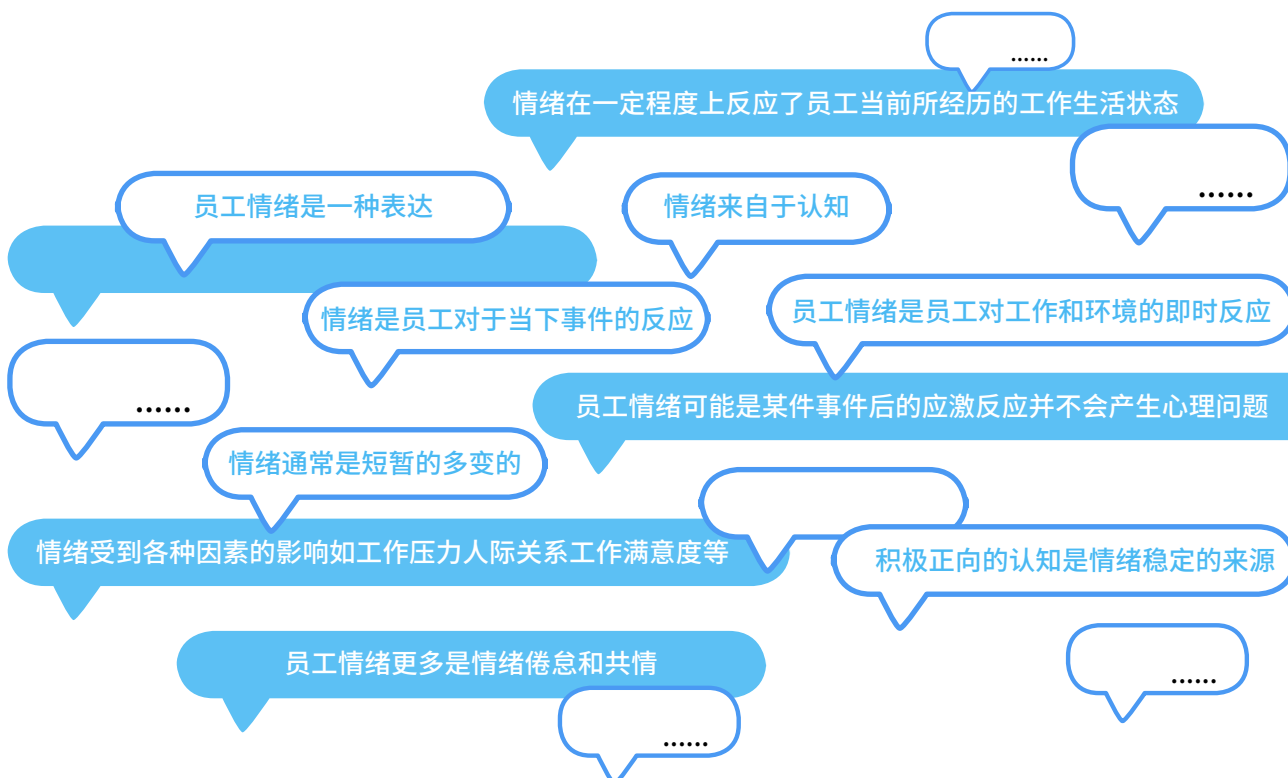 ......
情绪在一定程度上反应了员工当前所经历的工作生活状态
......
员工情绪是一种表达
情绪来自于认知
情绪是员工对于当下事件的反应
员工情绪是员工对工作和环境的即时反应
......
员工情绪可能是某件事件后的应激反应并不会产生心理问题
情绪通常是短暂的多变的
情绪受到各种因素的影响如工作压力人际关系工作满意度等
积极正向的认知是情绪稳定的来源
员工情绪更多是情绪倦怠和共情
......
......